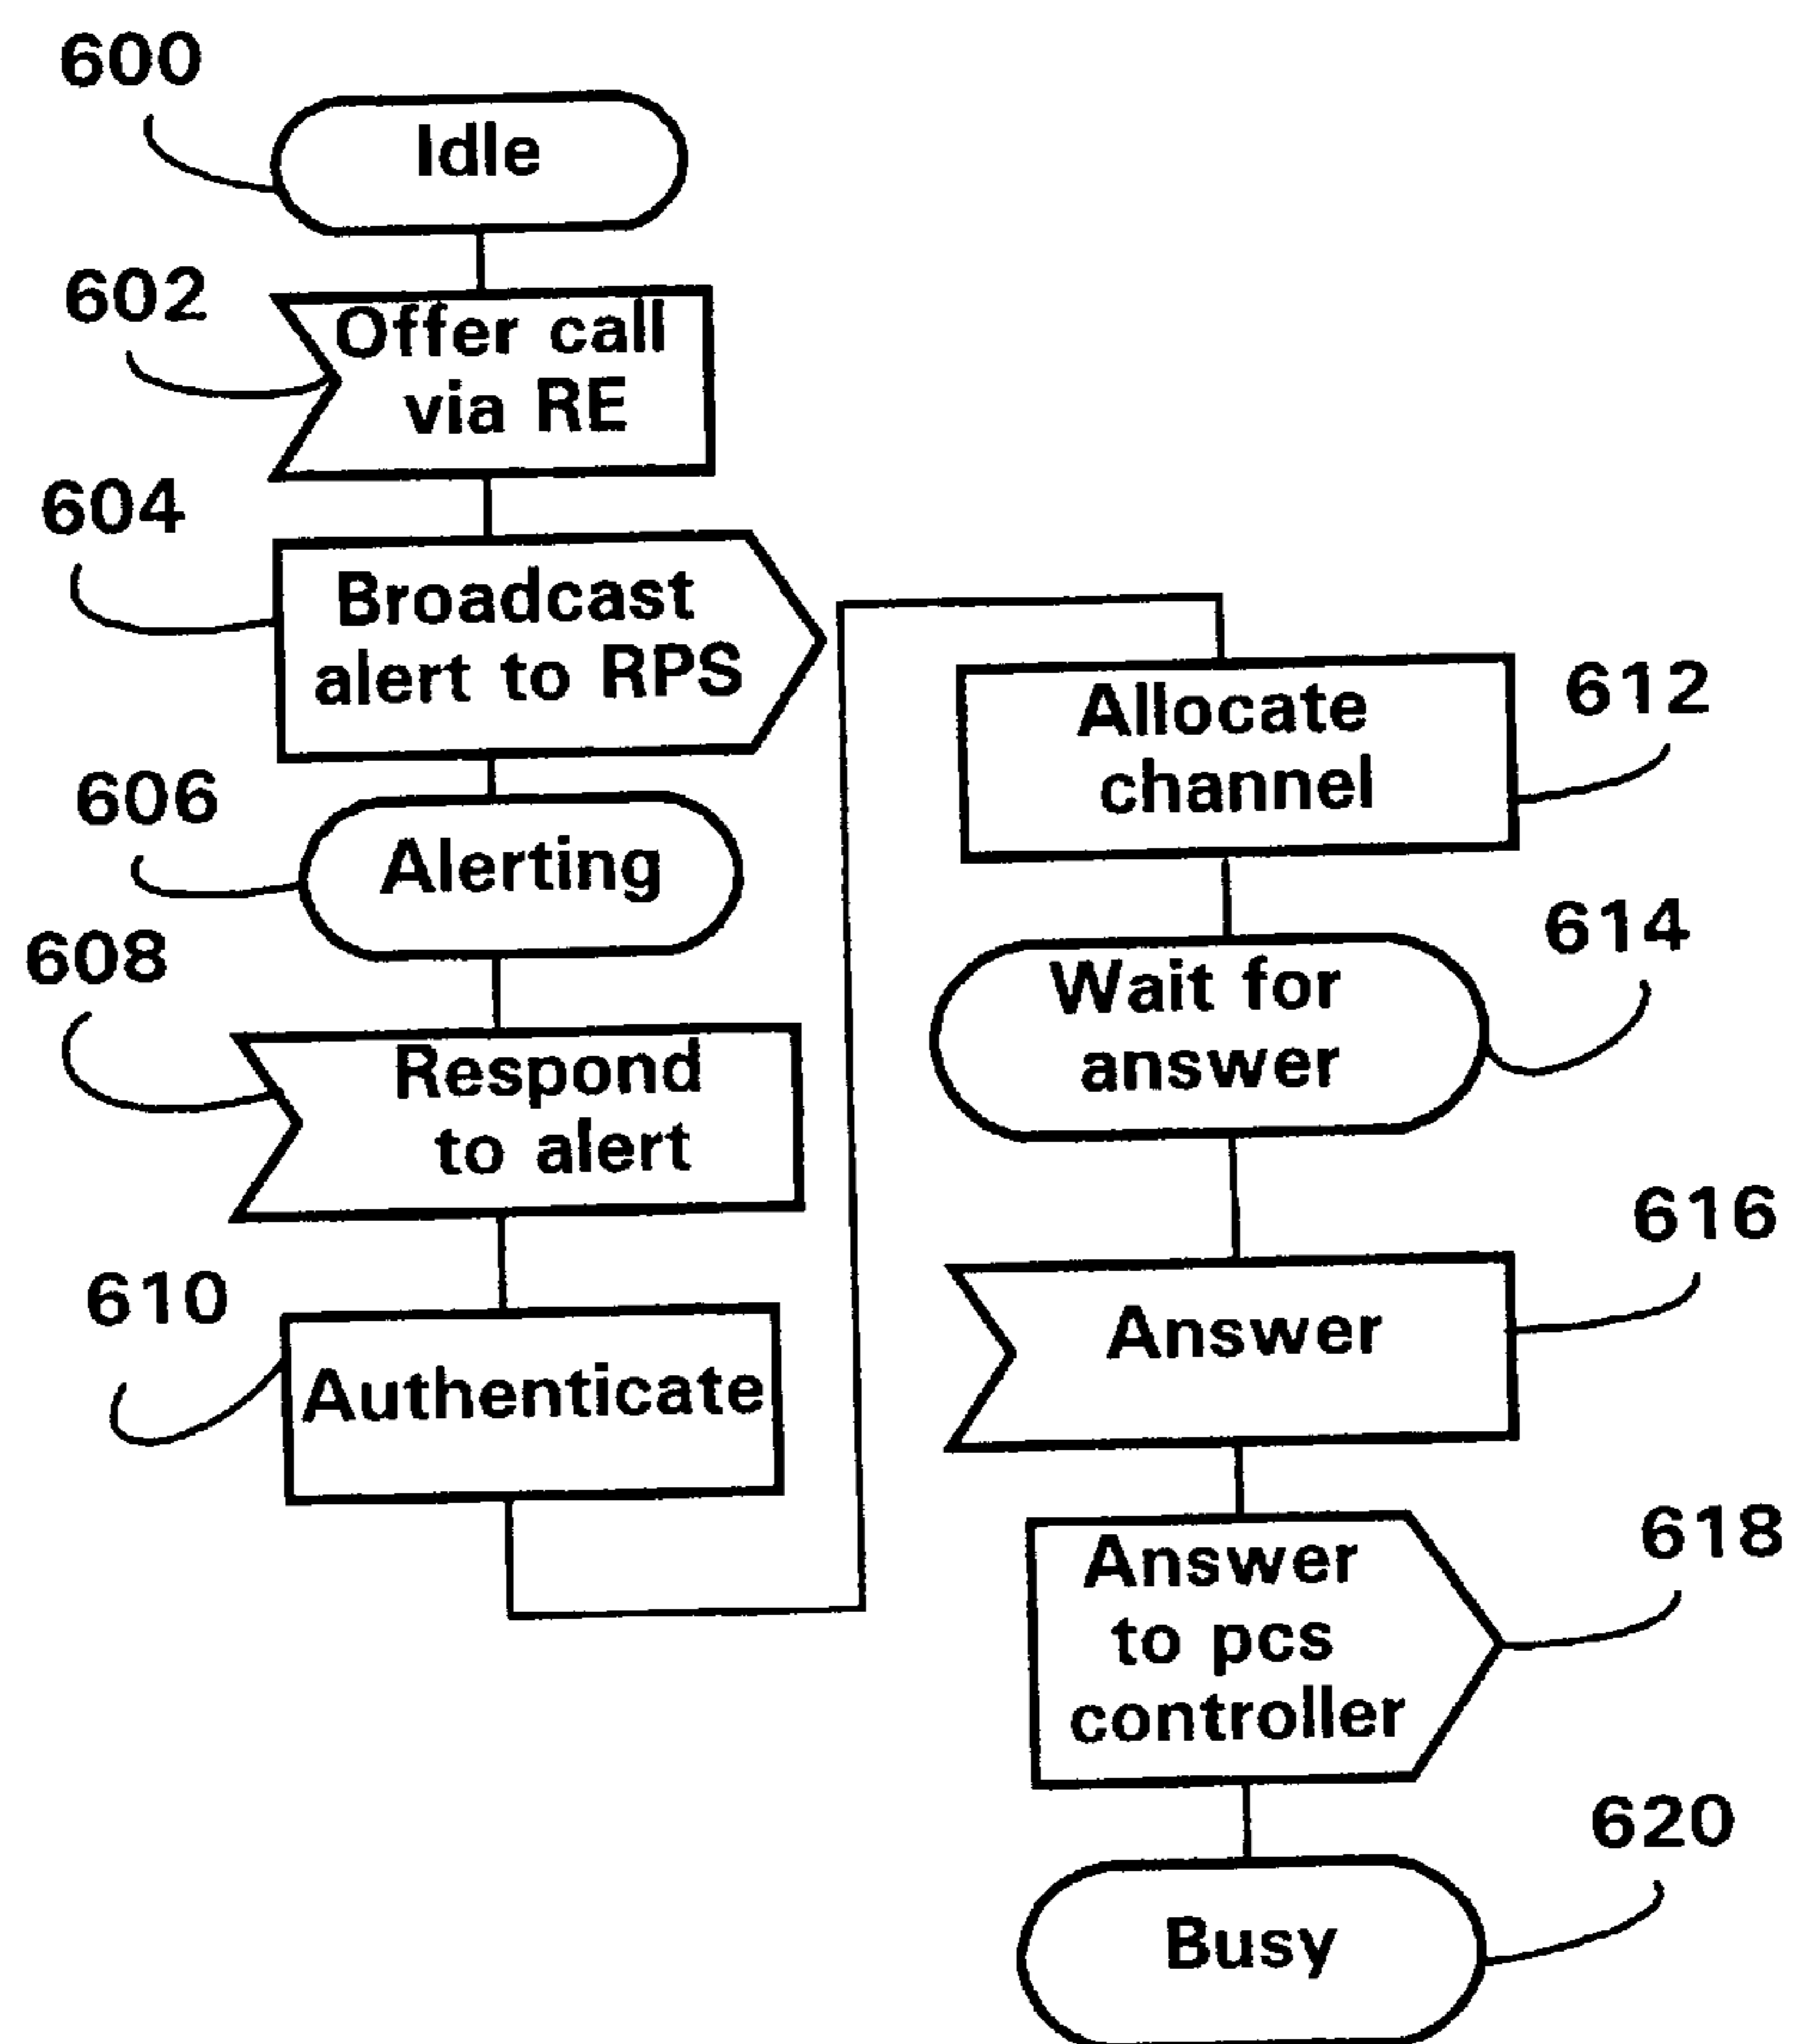 600
Idle
602
Offer call
via RE
604
Broadcast
alert to RPS
606
Alerting
608
Respond
to alert
610
Authenticate
Allocate
channel
612
Wait for
answer
614
Answer
616
Answer
to pcs
controller
618
Busy
620